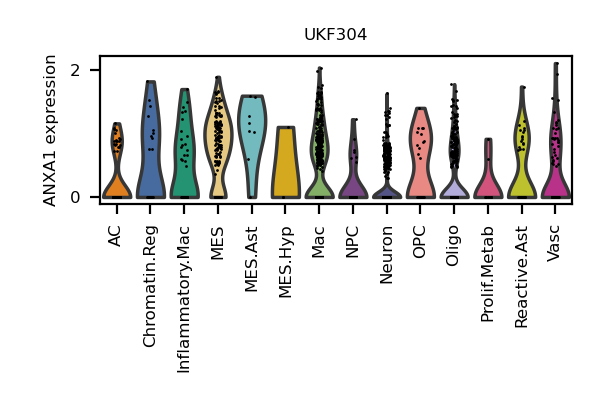 UKF304
ANXA1 expression
2
0
AC
Chromatin.Reg
Inflammatory.Mac
MES
MES.Ast
MES.Hyp
Mac
NPC
Neuron
OPC
Oligo
Prolif.Metab
Reactive.Ast
Vasc